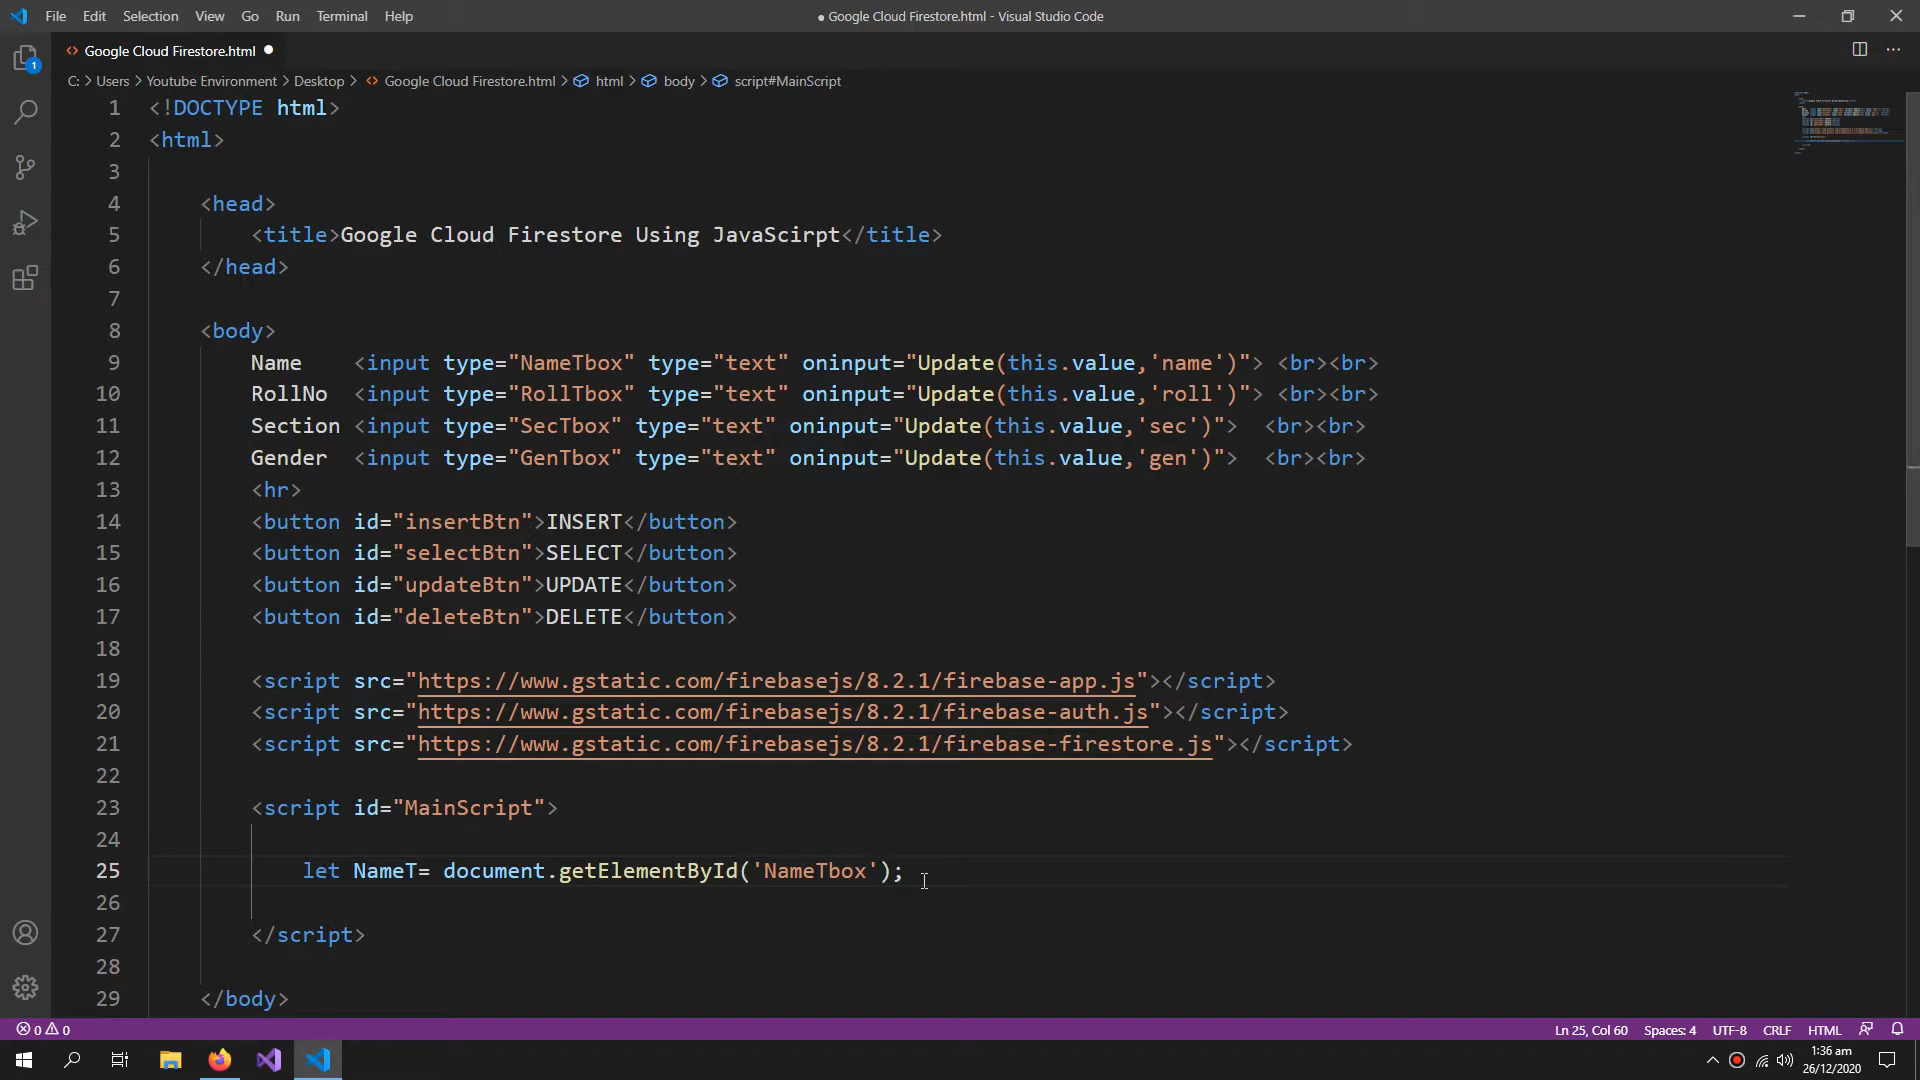 File Edit Selection View Go Run Terminal Help
● Google Cloud Firestore.html - Visual Studio Code
Google Cloud Firestore.html ●
1
C: > Users > Youtube Environment > Desktop > Google Cloud Firestore.html > html > body > script#MainScript
1 <!DOCTYPE html>
2 <html>
3
4 <head>
5 <title>Google Cloud Firestore Using JavaScirpt</title>
6 </head>
7
8 <body>
9 Name <input type="NameTbox" type="text" oninput="Update(this.value,'name')"> <br><br>
10 RollNo <input type="RollTbox" type="text" oninput="Update(this.value,'roll')"> <br><br>
11 Section <input type="SecTbox" type="text" oninput="Update(this.value,'sec')"> <br><br>
12 Gender <input type="GenTbox" type="text" oninput="Update(this.value,'gen')"> <br><br>
13 <hr>
14 <button id="insertBtn">INSERT</button>
15 <button id="selectBtn">SELECT</button>
16 <button id="updateBtn">UPDATE</button>
17 <button id="deleteBtn">DELETE</button>
18
19 <script src="https://www.gstatic.com/firebasejs/8.2.1/firebase-app.js"></script>
20 <script src="https://www.gstatic.com/firebasejs/8.2.1/firebase-auth.js"></script>
21 <script src="https://www.gstatic.com/firebasejs/8.2.1/firebase-firestore.js"></script>
22
23 <script id="MainScript">
24
25 let NameT= document.getElementById('NameTbox');
26
27 </script>
28
29 </body>
0 0
Ln 25, Col 60 Spaces: 4 UTF-8 CRLF HTML
1:36 am
26/12/2020